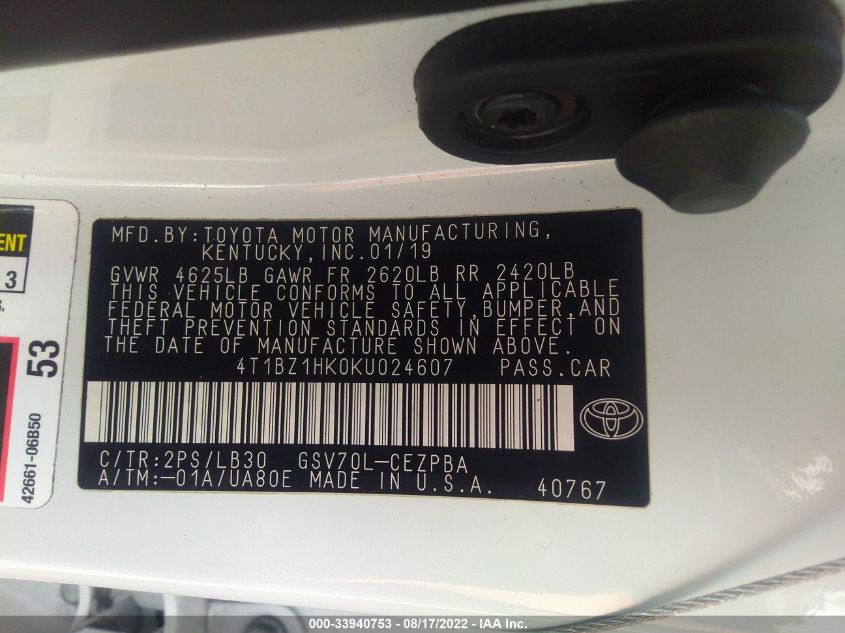 MFD.BY:TOYOTA MOTOR MANUFACTURING,
KENTUCKY,INC.01/19
GVWR 4625LB GAWR FR 2620LB RR 2420LB
THIS VEHICLE CONFORMS TO ALL APPLICABLE
FEDERAL MOTOR VEHICLE SAFETY,BUMPER,AND
THEFT PREVENTION STANDARDS IN EFFECT ON
THE DATE OF MANUFACTURE SHOWN ABOVE.
4T1BZ1HK0KU024607 PASS.CAR
C/TR:2PS/LB30 GSV70L-CEZPBA
A/TM:-01A/UA80E MADE IN U.S.A. 40767
ENT
3
53
42661-06B50
000-33940753 - 08/17/2022 - IAA Inc.